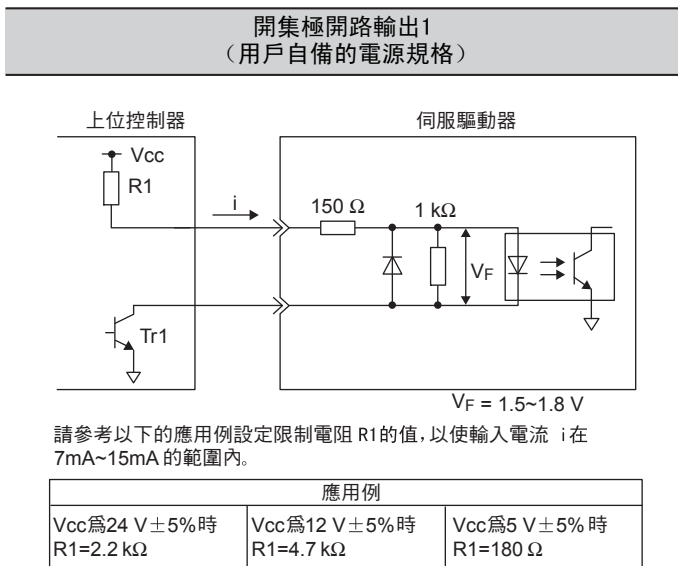 開集極開路輸出1
（用戶自備的電源規格）
上位控制器
伺服驅動器
Vcc
R1
i
150 Ω
1 kΩ
VF
Tr1
VF = 1.5~1.8 V
請參考以下的應用例設定限制電阻 R1的值，以使輸入電流 i在
7mA~15mA 的範圍內。
應用例
Vcc爲24 V±5%時
R1=2.2 kΩ
Vcc爲12 V±5%時
R1=4.7 kΩ
Vcc爲5 V±5% 時
R1=180 Ω